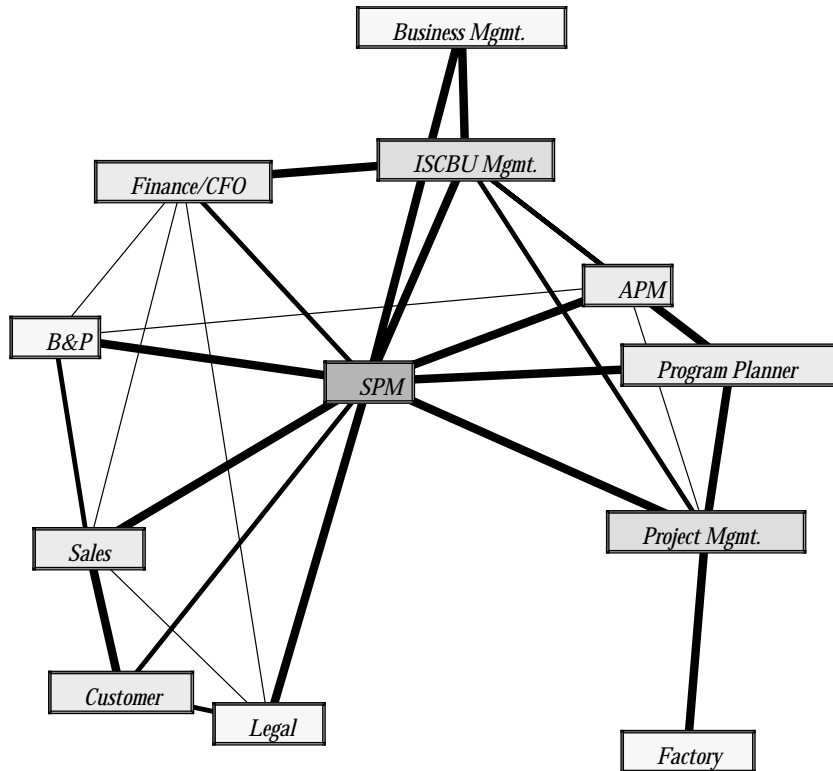 Business Mgmt.
ISCBU Mgmt.
Finance/CFO
APM
B&P
Program Planner
SPM
Project Mgmt.
Sales
Customer
Legal
Factory